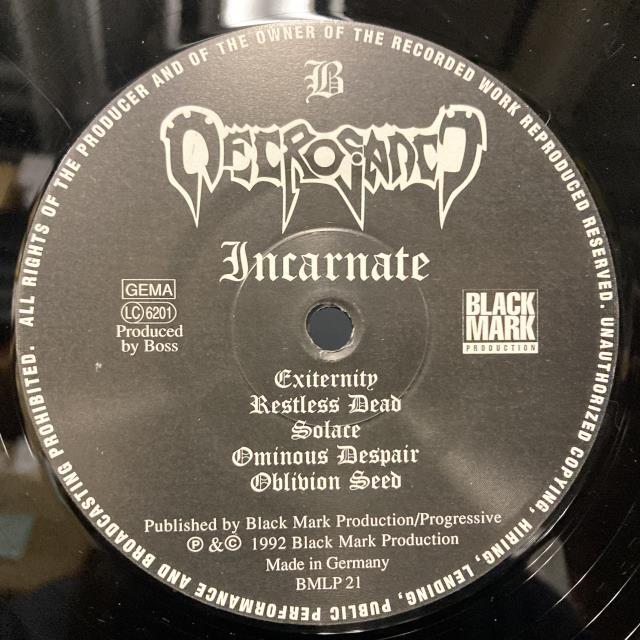 B
NECROSANCT
Incarnate
GEMA
LC 6201
Produced
by Boss
BLACK
MARK
PRODUCTION
Exiternity
Restless Dead
Solace
Ominous Despair
Oblivion Seed
Published by Black Mark Production/Progressive
℗ &© 1992 Black Mark Production
Made in Germany
BMLP 21
ALL RIGHTS OF THE PRODUCER AND OF THE OWNER OF THE RECORDED WORK REPRODUCED RESERVED. UNAUTHORIZED COPYING, HIRING, LENDING, PUBLIC PERFORMANCE AND BROADCASTING PROHIBITED.